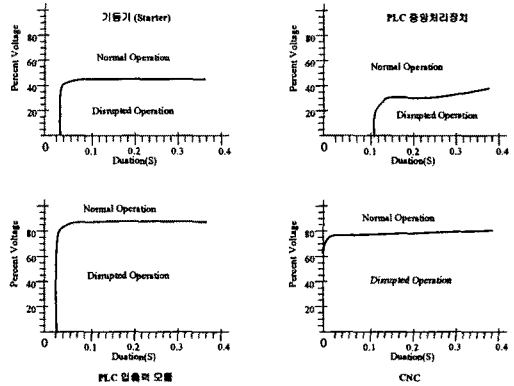 기동기 (Starter)
Percent Voltage
80
60
40
20
0
Normal Operation
Disrupted Operation
0.1 0.2 0.3 0.4
Duation(S)
PLC 중앙처리장치
Percent Voltage
80
60
40
20
0
Normal Operation
Disrupted Operation
0.1 0.2 0.3 0.4
Duation(S)
Percent Voltage
80
60
40
20
0
Normal Operation
Disrupted Operation
0.1 0.2 0.3 0.4
Duation(S)
PLC 입출력 모듈
Percent Voltage
80
60
40
20
0
Normal Operation
Disrupted Operation
0.1 0.2 0.3 0.4
Duation(S)
CNC